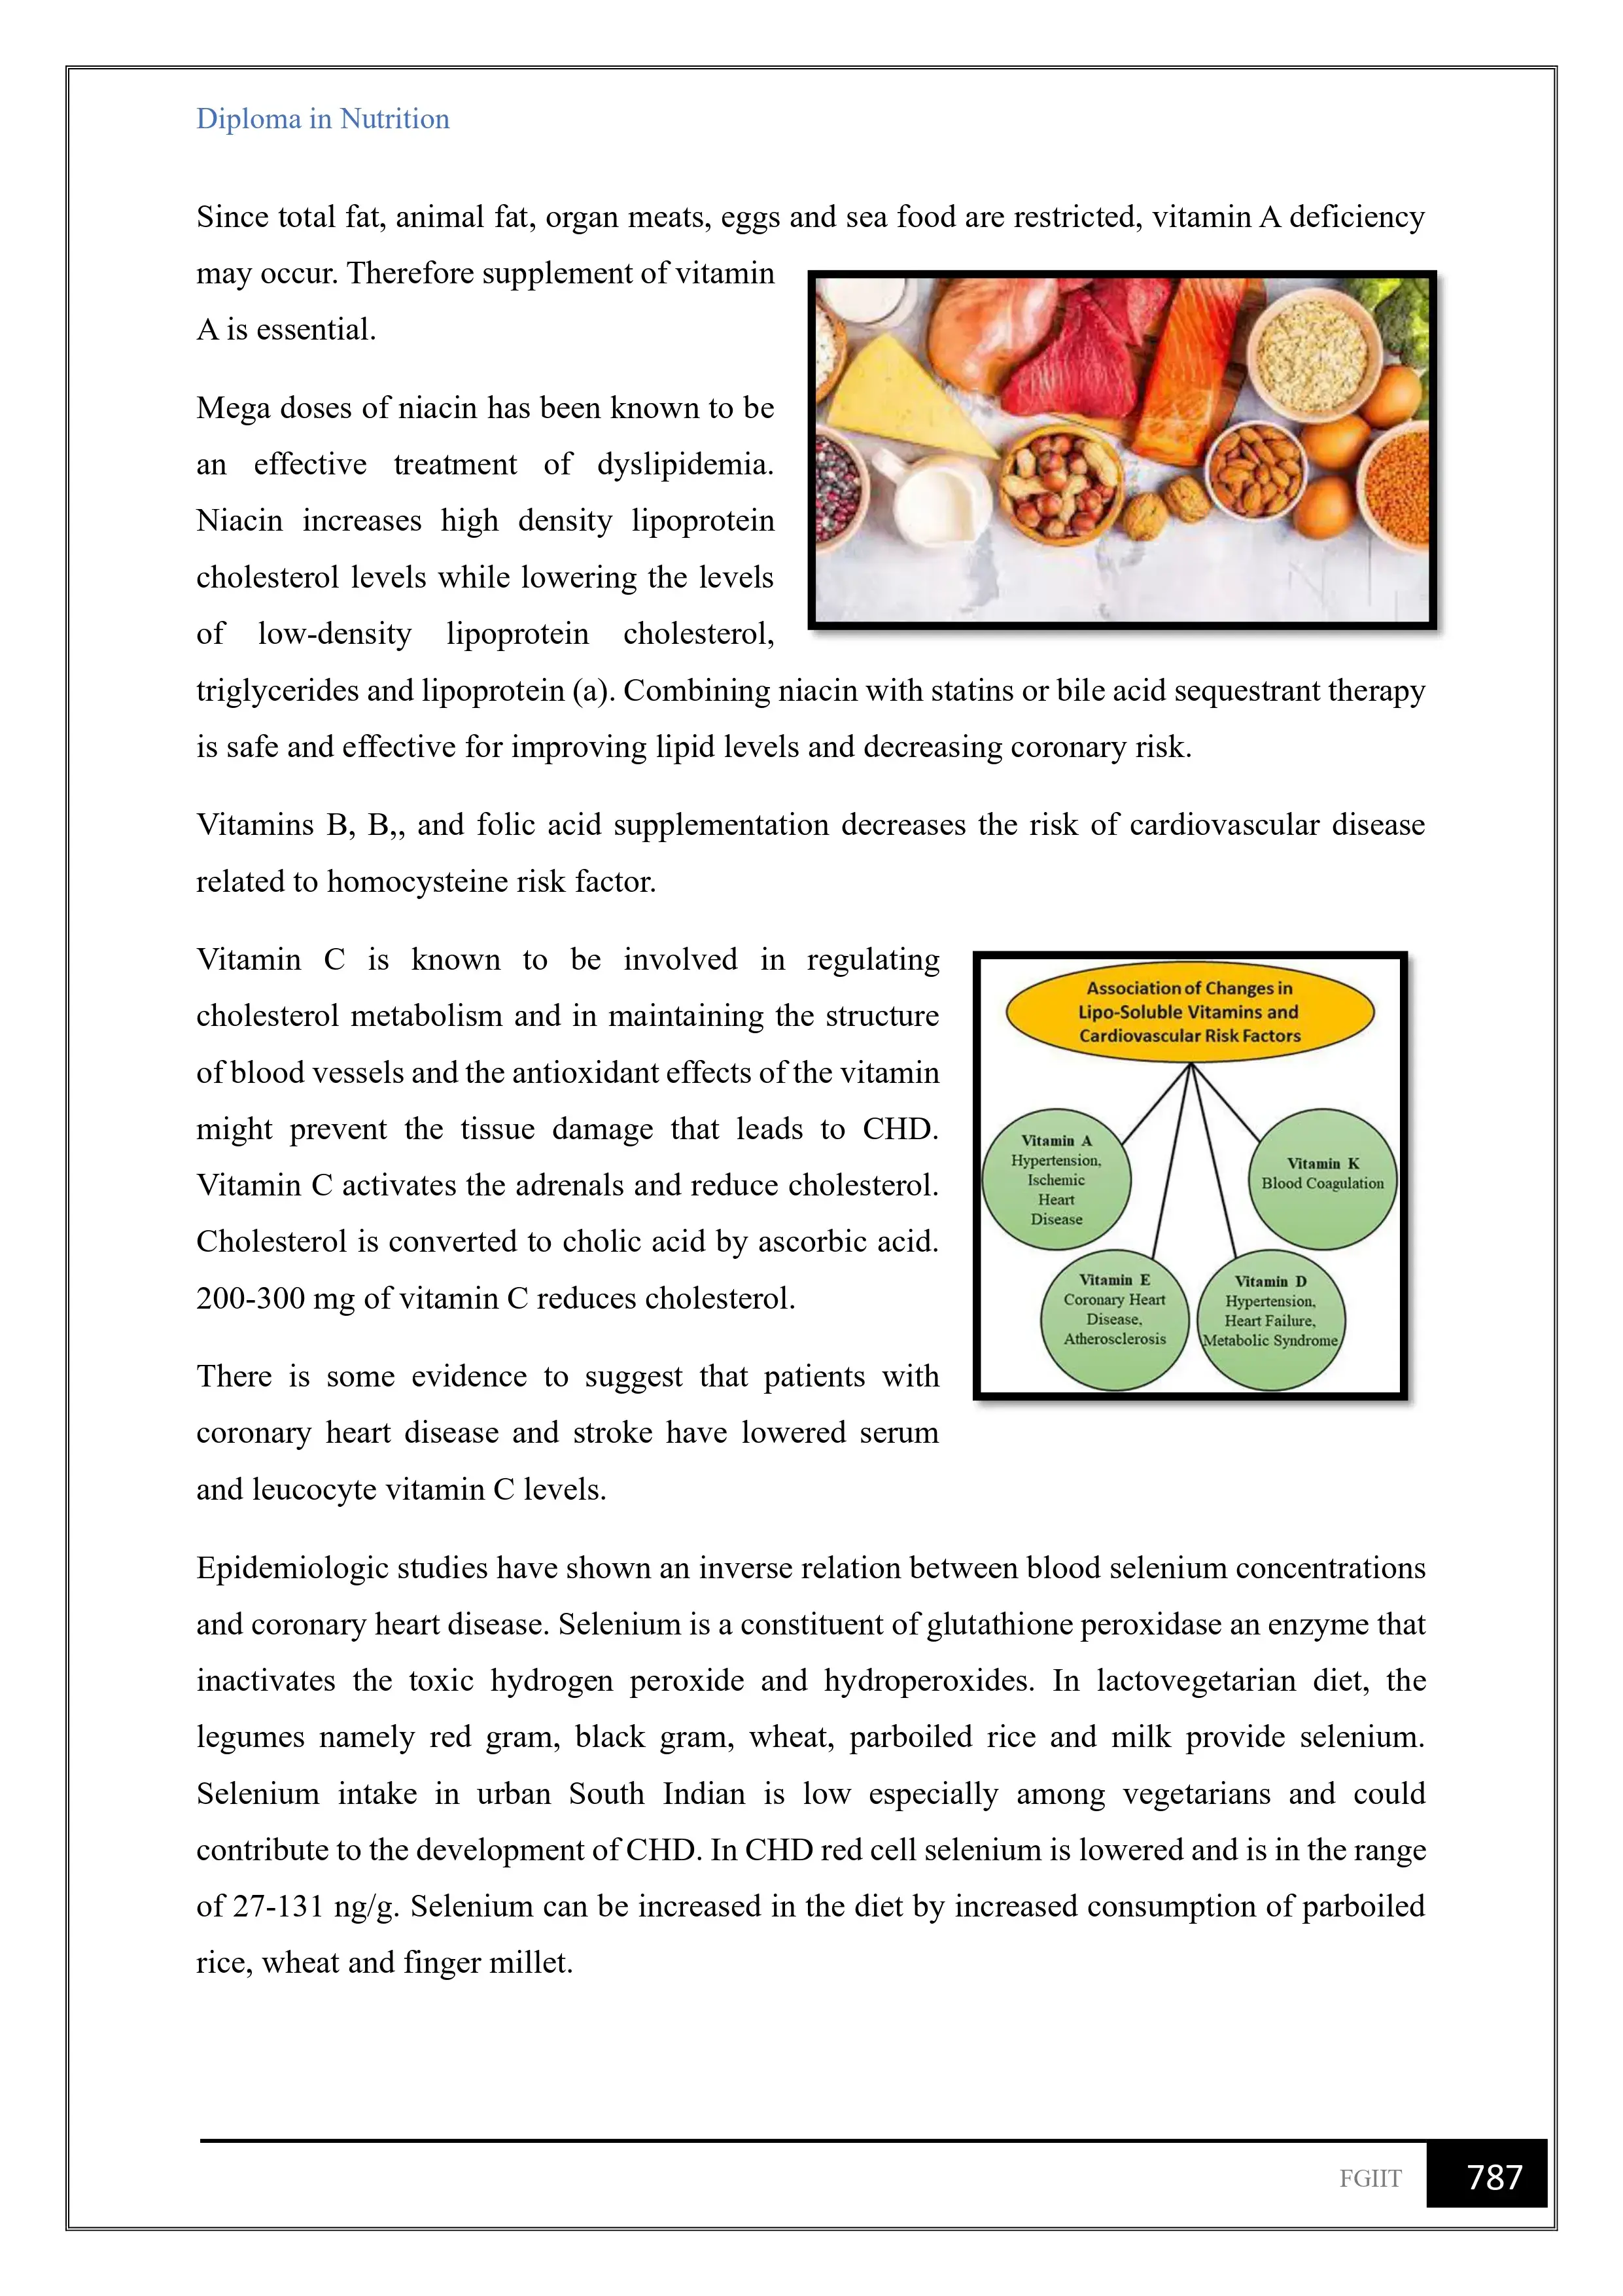 Diploma in Nutrition
Since total fat, animal fat, organ meats, eggs and sea food are restricted, vitamin A deficiency
may occur. Therefore supplement of vitamin
A is essential.
Mega doses of niacin has been known to be
an effective treatment of dyslipidemia.
Niacin increases high density lipoprotein
cholesterol levels while lowering the levels
of low-density lipoprotein cholesterol,
triglycerides and lipoprotein (a). Combining niacin with statins or bile acid sequestrant therapy
is safe and effective for improving lipid levels and decreasing coronary risk.
Vitamins B, B,, and folic acid supplementation decreases the risk of cardiovascular disease
related to homocysteine risk factor.
Vitamin C is known to be involved in regulating
cholesterol metabolism and in maintaining the structure
of blood vessels and the antioxidant effects of the vitamin
might prevent the tissue damage that leads to CHD.
Vitamin C activates the adrenals and reduce cholesterol.
Cholesterol is converted to cholic acid by ascorbic acid.
200-300 mg of vitamin C reduces cholesterol.
Association of Changes in
Lipo-Soluble Vitamins and
Cardiovascular Risk Factors
Vitamin A
Hypertension,
Ischemic
Heart
Disease
Vitamin K
Blood Coagulation
Vitamin E
Coronary Heart
Disease,
Atherosclerosis
Vitamin D
Hypertension,
Heart Failure,
Metabolic Syndrome
There is some evidence to suggest that patients with
coronary heart disease and stroke have lowered serum
and leucocyte vitamin C levels.
Epidemiologic studies have shown an inverse relation between blood selenium concentrations
and coronary heart disease. Selenium is a constituent of glutathione peroxidase an enzyme that
inactivates the toxic hydrogen peroxide and hydroperoxides. In lactovegetarian diet, the
legumes namely red gram, black gram, wheat, parboiled rice and milk provide selenium.
Selenium intake in urban South Indian is low especially among vegetarians and could
contribute to the development of CHD. In CHD red cell selenium is lowered and is in the range
of 27-131 ng/g. Selenium can be increased in the diet by increased consumption of parboiled
rice, wheat and finger millet.
FGIIT
787